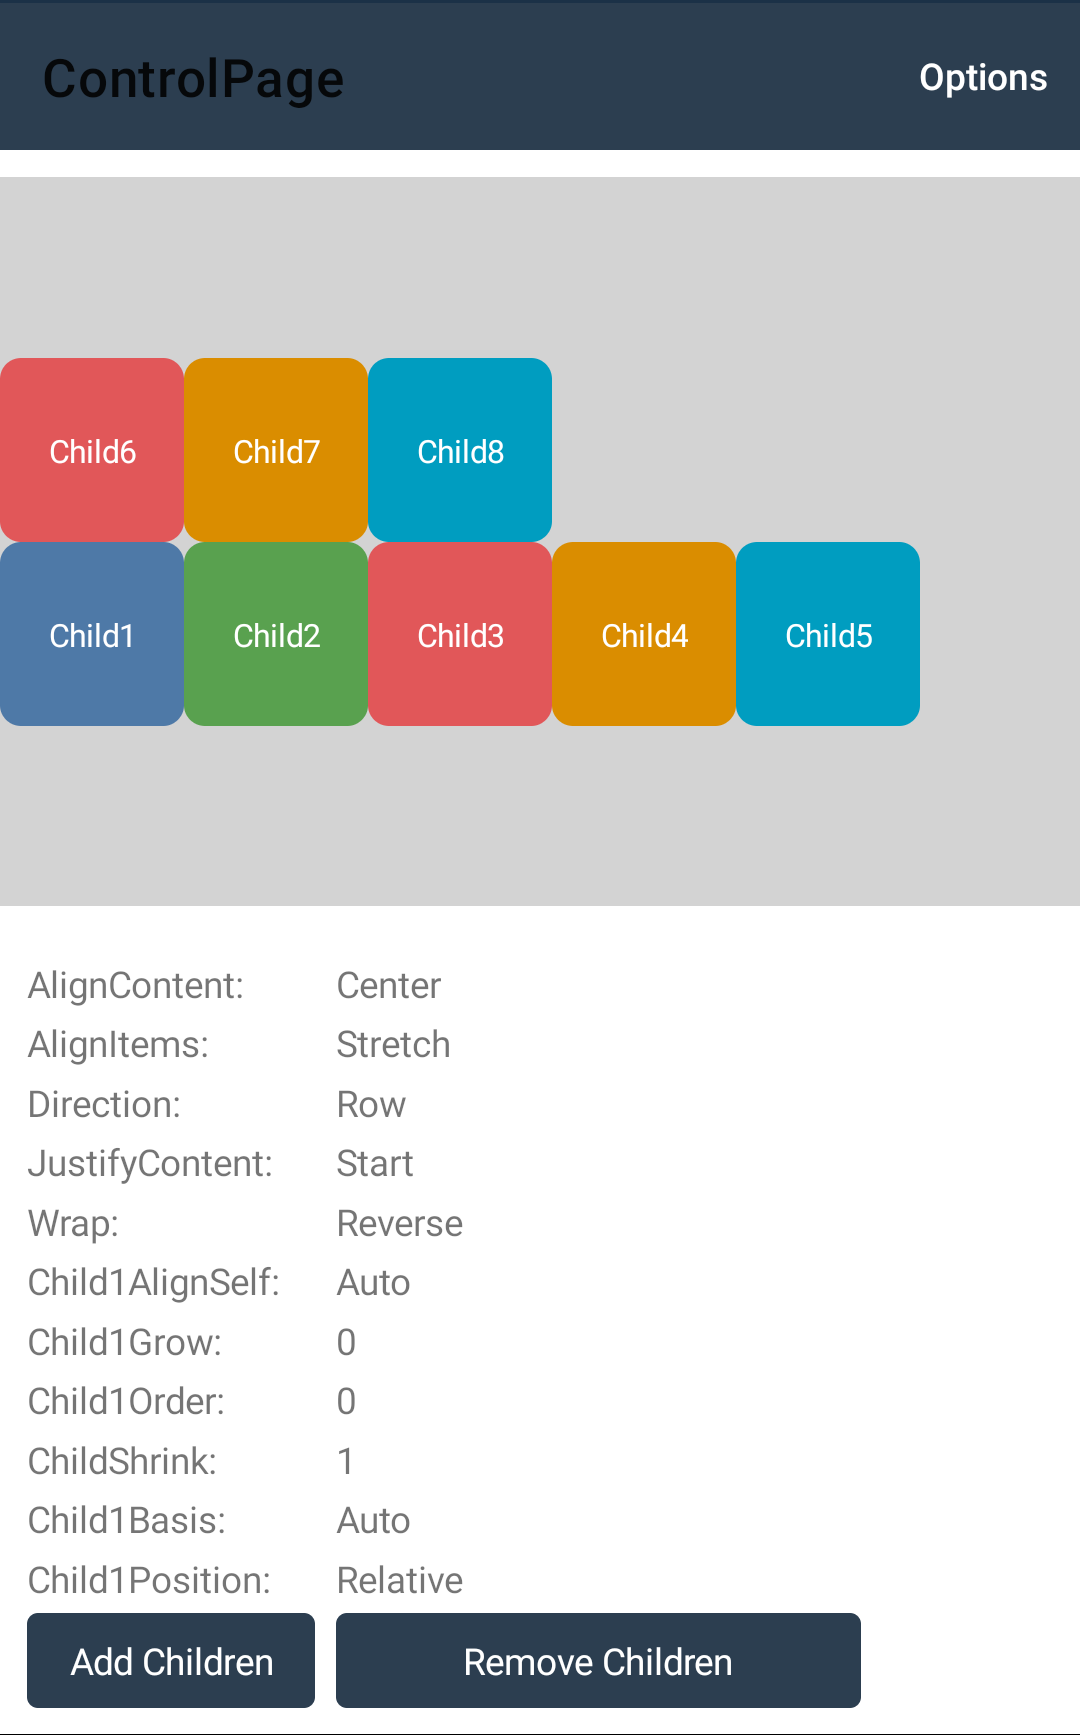 ControlPage Options
Child6 Child7 Child8
Child1 Child2 Child3 Child4 Child5
AlignContent: Center
AlignItems: Stretch
Direction: Row
JustifyContent: Start
Wrap: Reverse
Child1AlignSelf: Auto
Child1Grow: 0
Child1Order: 0
ChildShrink: 1
Child1Basis: Auto
Child1Position: Relative
Add Children Remove Children